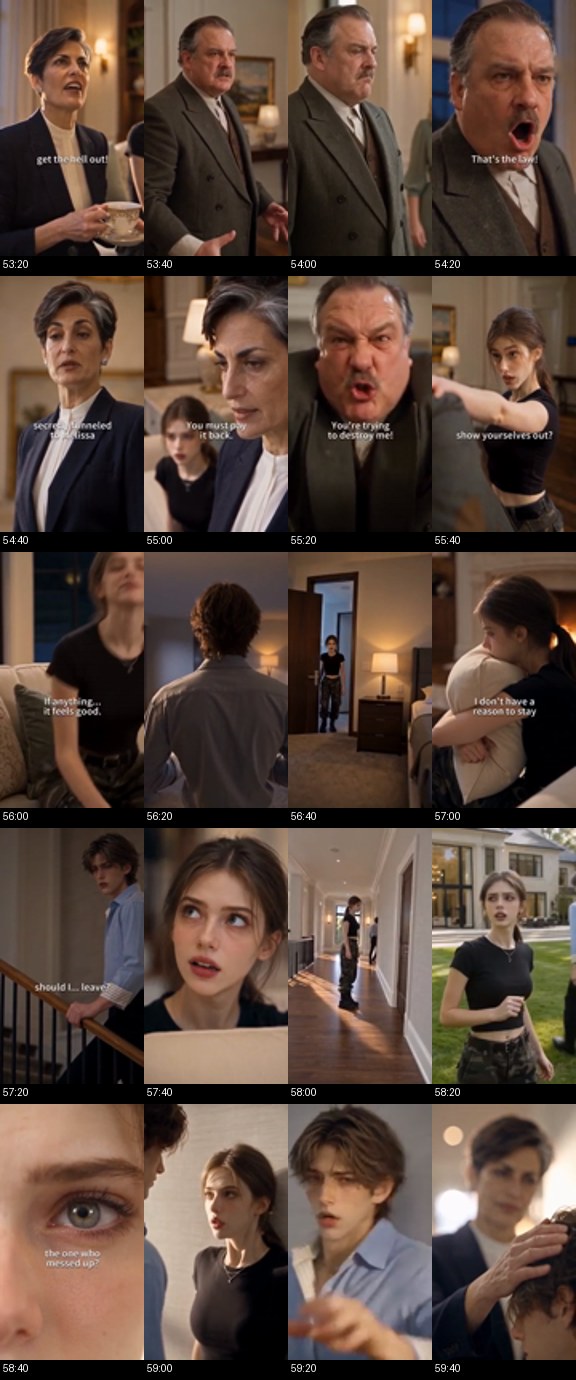 get the hell out!
That's the law!
53:20
53:40
54:00
54:20
secretly funneled
to Melissa
You must pay
it back.
You're trying
to destroy me!
show yourselves out?
54:40
55:00
55:20
55:40
If anything...
it feels good.
I don't have a
reason to stay
56:00
56:20
56:40
57:00
should I... leave?
57:20
57:40
58:00
58:20
the one who
messed up?
58:40
59:00
59:20
59:40